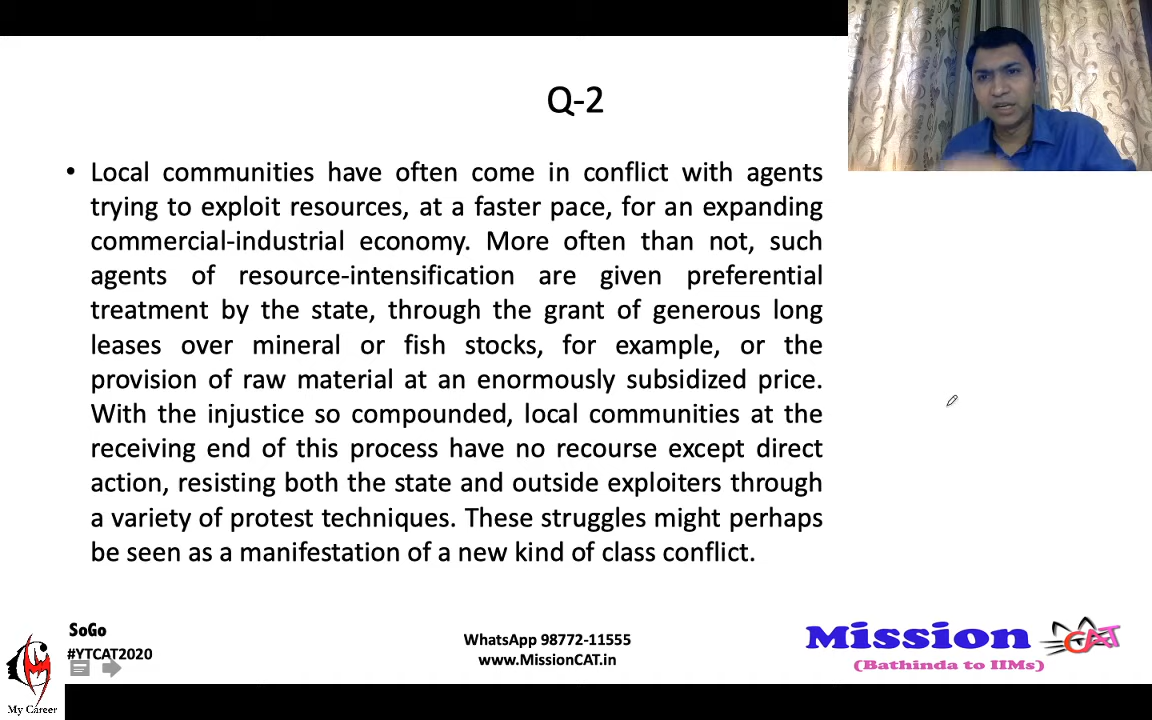 Q-2
• Local communities have often come in conflict with agents
trying to exploit resources, at a faster pace, for an expanding
commercial-industrial economy. More often than not, such
agents of resource-intensification are given preferential
treatment by the state, through the grant of generous long
leases over mineral or fish stocks, for example, or the
provision of raw material at an enormously subsidized price.
With the injustice so compounded, local communities at the
receiving end of this process have no recourse except direct
action, resisting both the state and outside exploiters through
a variety of protest techniques. These struggles might perhaps
be seen as a manifestation of a new kind of class conflict.
SoGo
#YTCAT2020
WhatsApp 98772-11555
www.MissionCAT.in
Mission CAT
(Bathinda to IIMs)
My Career